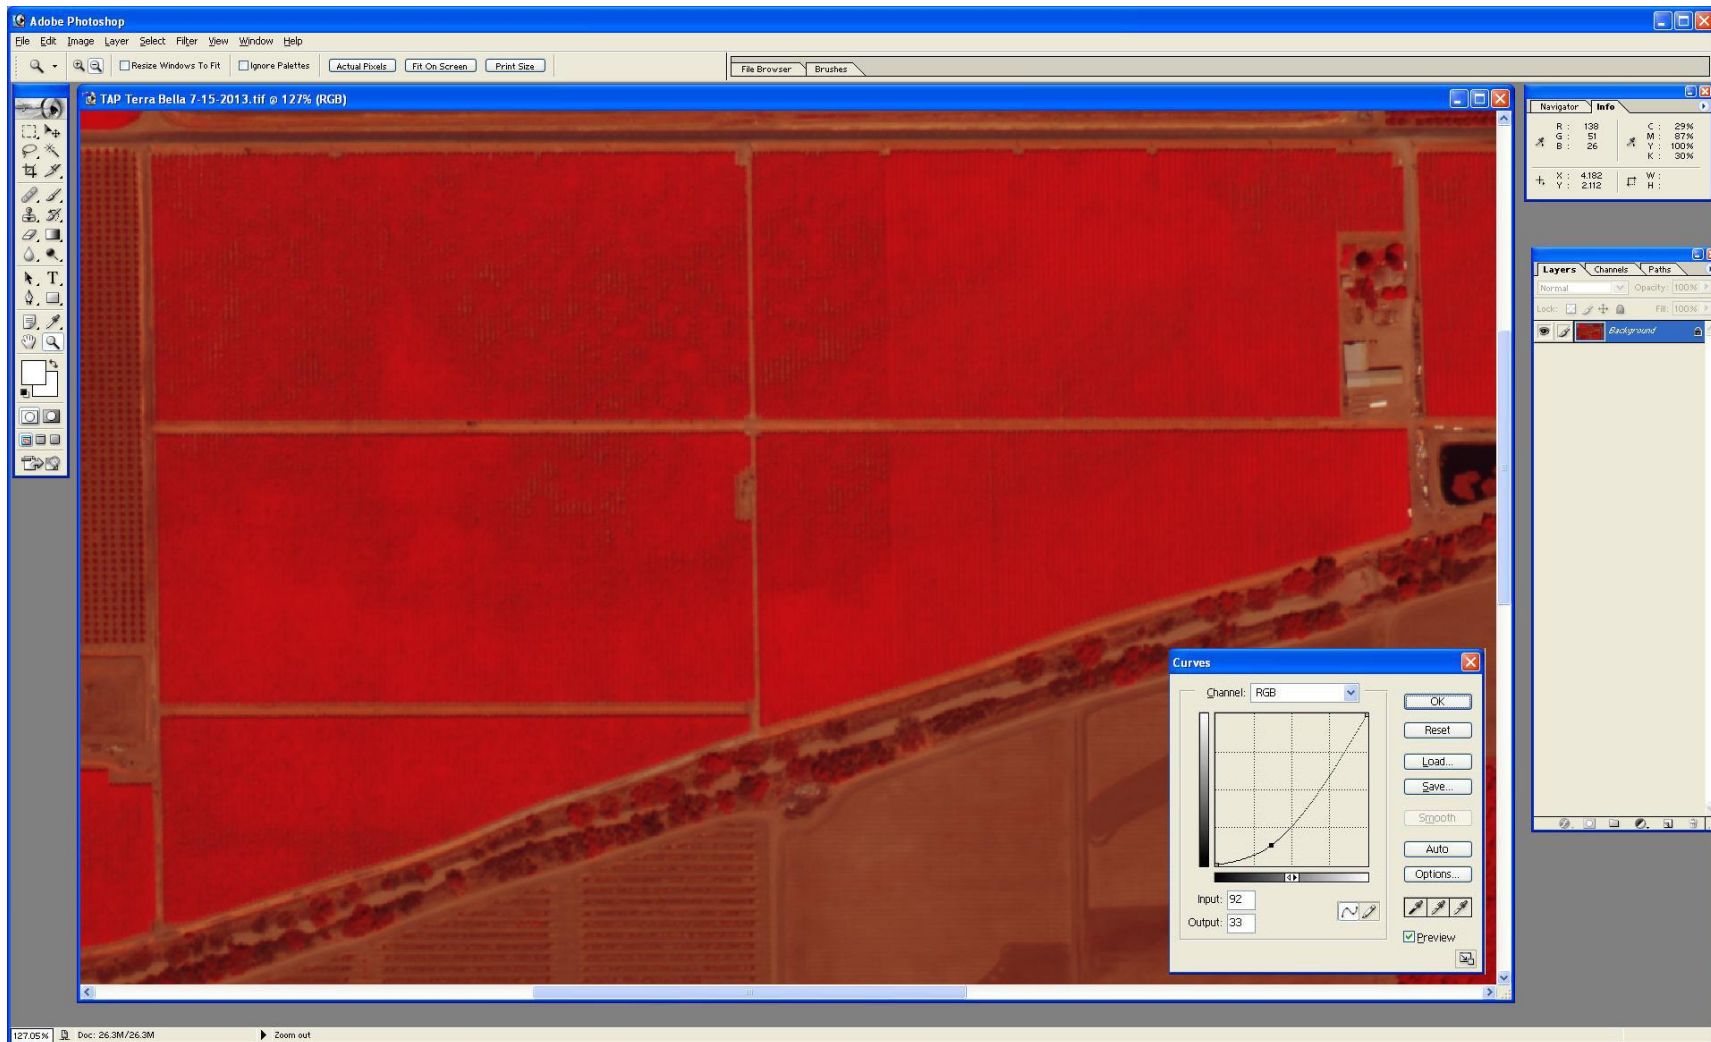 Adobe Photoshop
File Edit Image Layer Select Filter View Window Help
Resize Windows To Fit Ignore Palettes Actual Pixels Fit On Screen Print Size File Browser Brushes
TAP Terra Bella 7-15-2013.tif @ 127% (RGB)
Navigator Info
R : 138 C : 29%
G : 51 M : 87%
B : 26 Y : 100%
K : 30%
X : 4.182 W :
Y : 2.112 H :
Layers Channels Paths
Normal Opacity: 100%
Lock: Fill: 100%
Background
T
Curves
Channel: RGB
OK
Reset
Load...
Save...
Smooth
Auto
Options...
Input: 92
Output: 33
Preview
127.05% Doc: 26.3M/26.3M Zoom out